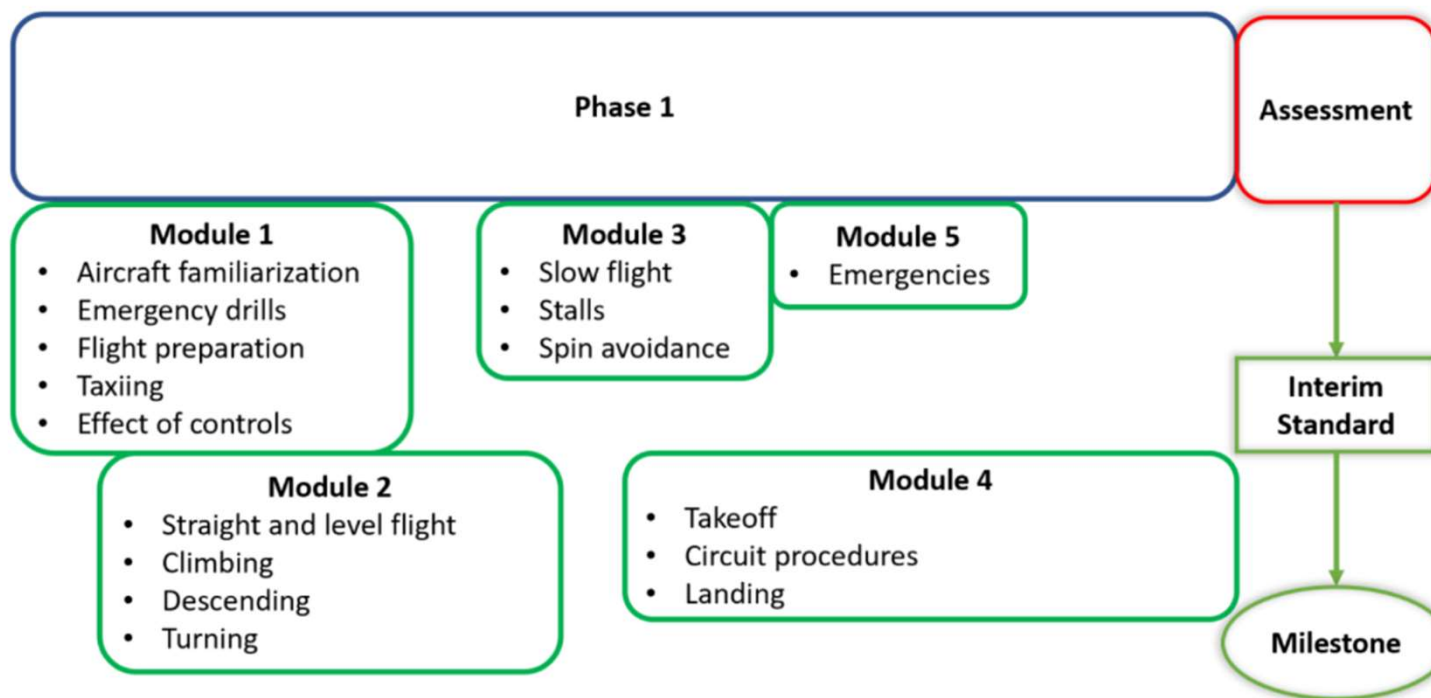 Phase 1
Assessment
Module 1
• Aircraft familiarization
• Emergency drills
• Flight preparation
• Taxiing
• Effect of controls
Module 3
• Slow flight
• Stalls
• Spin avoidance
Module 5
• Emergencies
Interim
Standard
Module 2
• Straight and level flight
• Climbing
• Descending
• Turning
Module 4
• Takeoff
• Circuit procedures
• Landing
Milestone